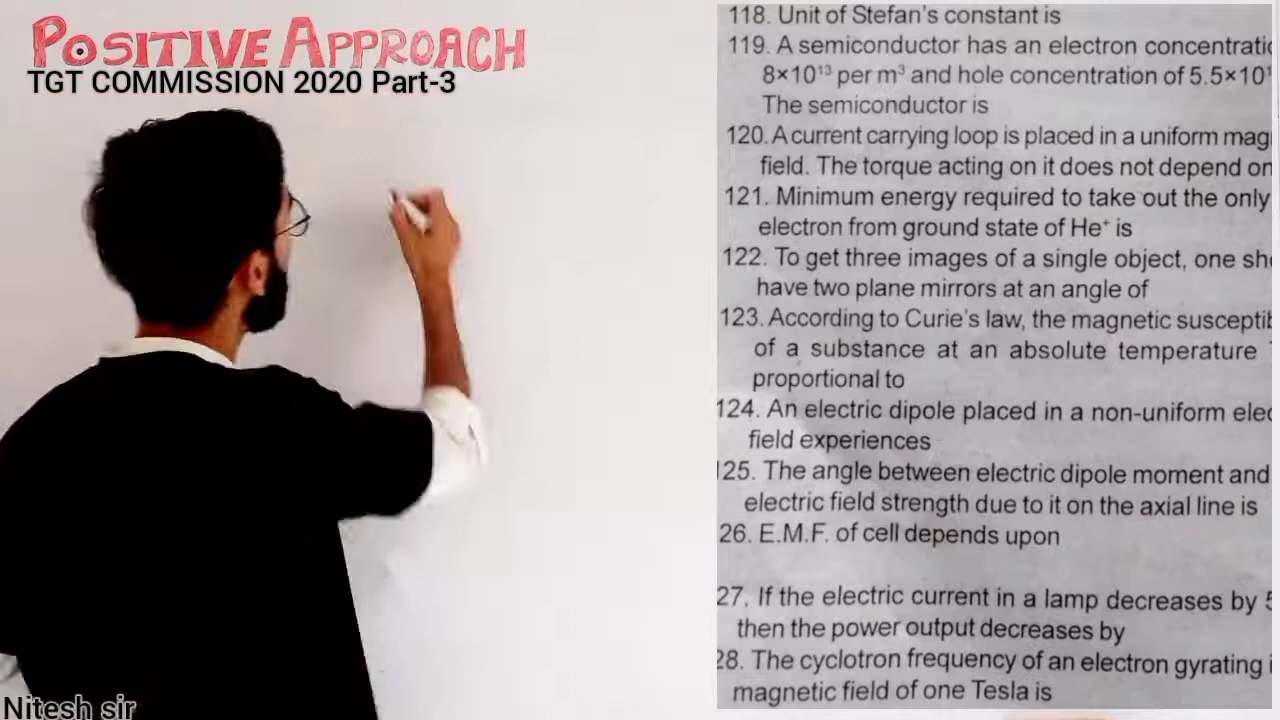 POSITIVE APPROACH
TGT COMMISSION 2020 Part-3
118. Unit of Stefan's constant is
119. A semiconductor has an electron concentratic
8×10¹³ per m³ and hole concentration of 5.5×10¹
The semiconductor is
120. A current carrying loop is placed in a uniform mag
field. The torque acting on it does not depend on
121. Minimum energy required to take out the only
electron from ground state of He⁺ is
122. To get three images of a single object, one sh
have two plane mirrors at an angle of
123. According to Curie's law, the magnetic susceptib
of a substance at an absolute temperature
proportional to
124. An electric dipole placed in a non-uniform elec
field experiences
125. The angle between electric dipole moment and
electric field strength due to it on the axial line is
26. E.M.F. of cell depends upon
27. If the electric current in a lamp decreases by 5
then the power output decreases by
28. The cyclotron frequency of an electron gyrating i
magnetic field of one Tesla is
Nitesh sir